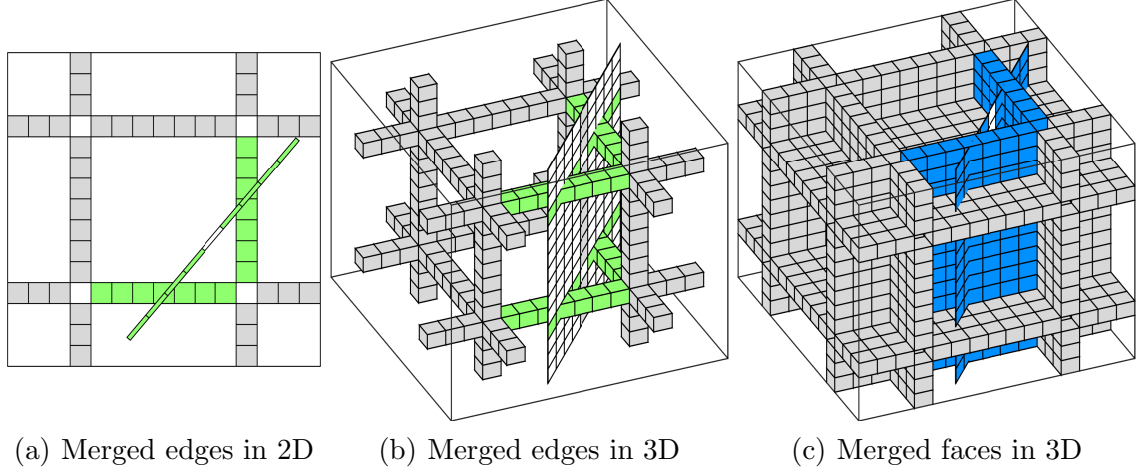 (a) Merged edges in 2D
(b) Merged edges in 3D
(c) Merged faces in 3D